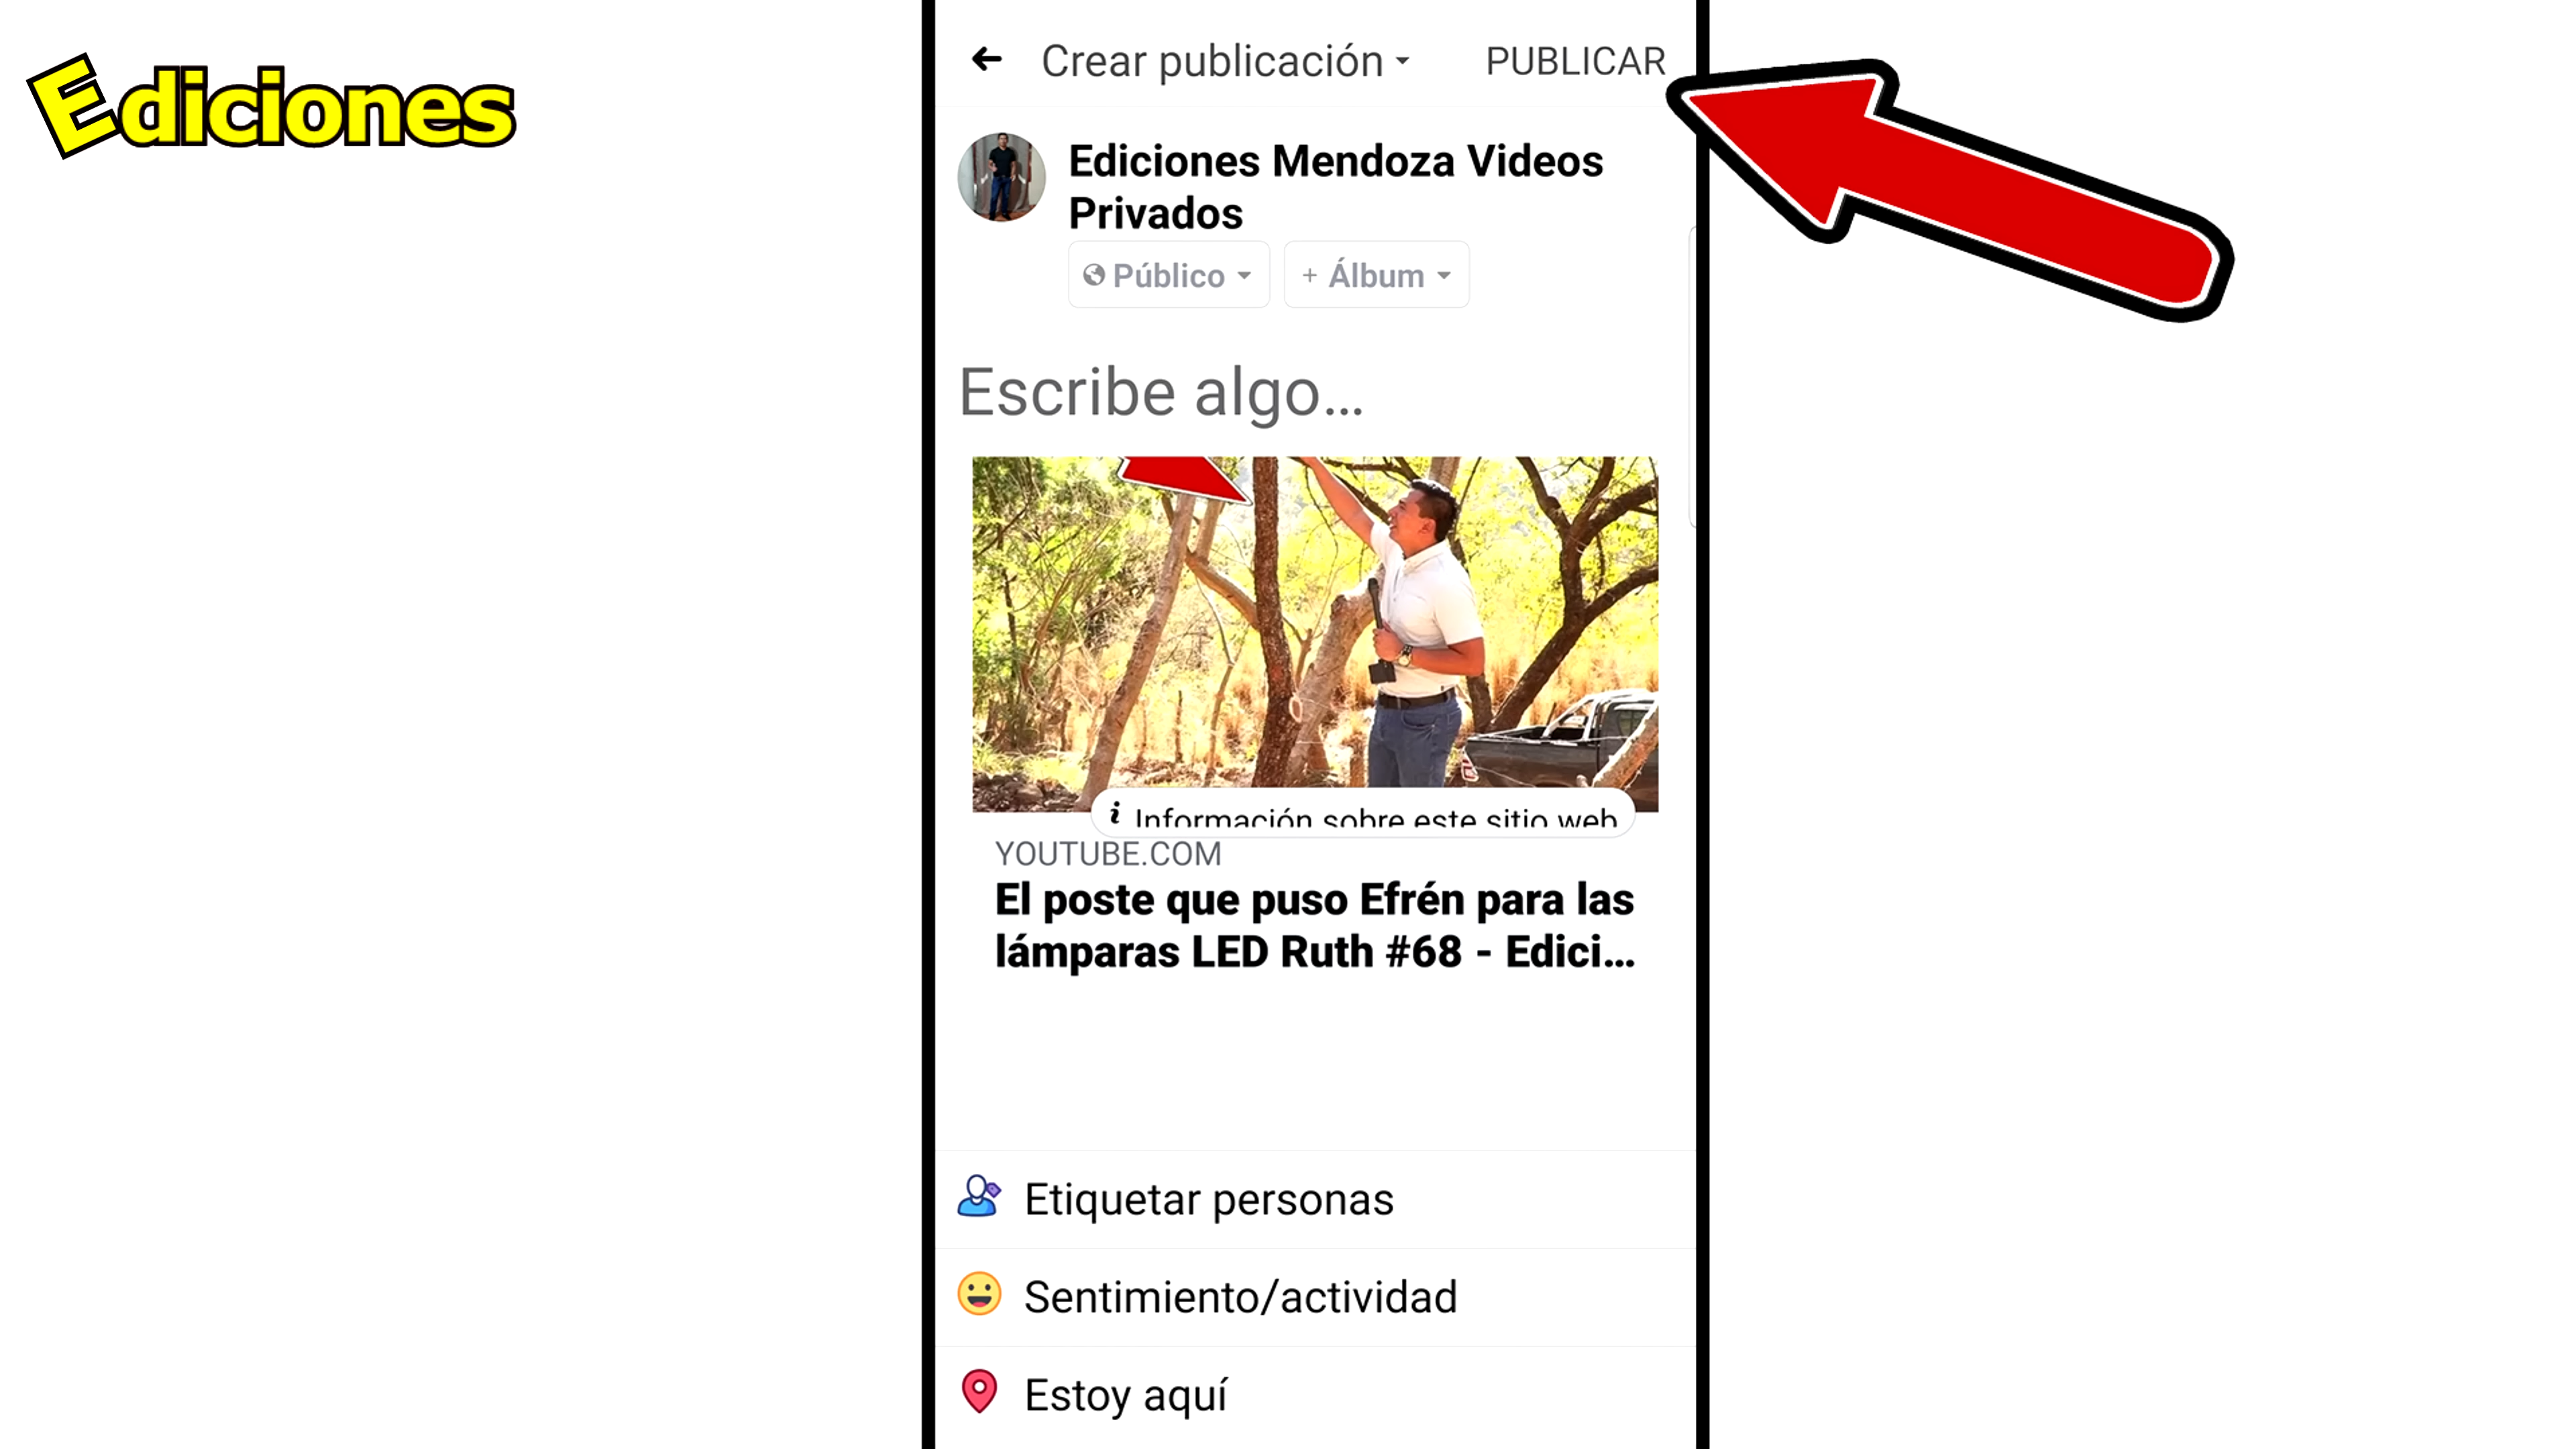 Ediciones
Crear publicación
PUBLICAR
Ediciones Mendoza Videos
Privados
Público
+ Álbum
Escribe algo...
Información sobre este sitio web
YOUTUBE.COM
El poste que puso Efrén para las
lámparas LED Ruth #68 - Edici...
Etiquetar personas
Sentimiento/actividad
Estoy aquí